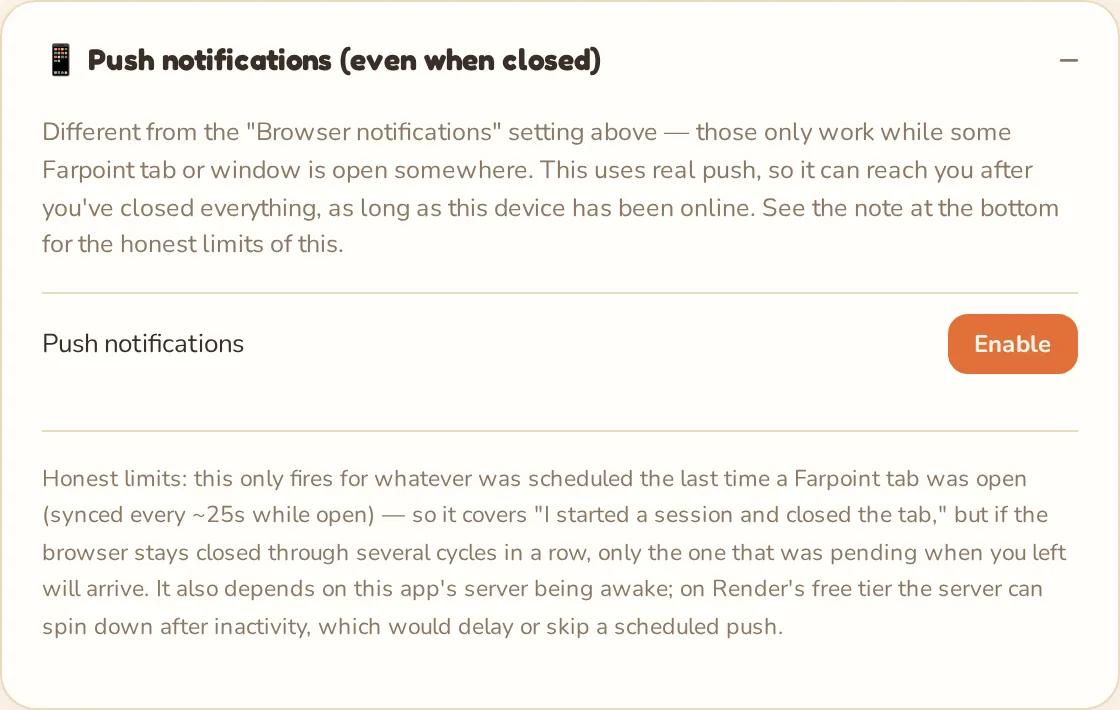 Push notifications (even when closed)
Different from the "Browser notifications" setting above — those only work while some
Farpoint tab or window is open somewhere. This uses real push, so it can reach you after
you've closed everything, as long as this device has been online. See the note at the bottom
for the honest limits of this.
Push notifications
Enable
Honest limits: this only fires for whatever was scheduled the last time a Farpoint tab was open
(synced every ~25s while open) — so it covers "I started a session and closed the tab," but if the
browser stays closed through several cycles in a row, only the one that was pending when you left
will arrive. It also depends on this app's server being awake; on Render's free tier the server can
spin down after inactivity, which would delay or skip a scheduled push.